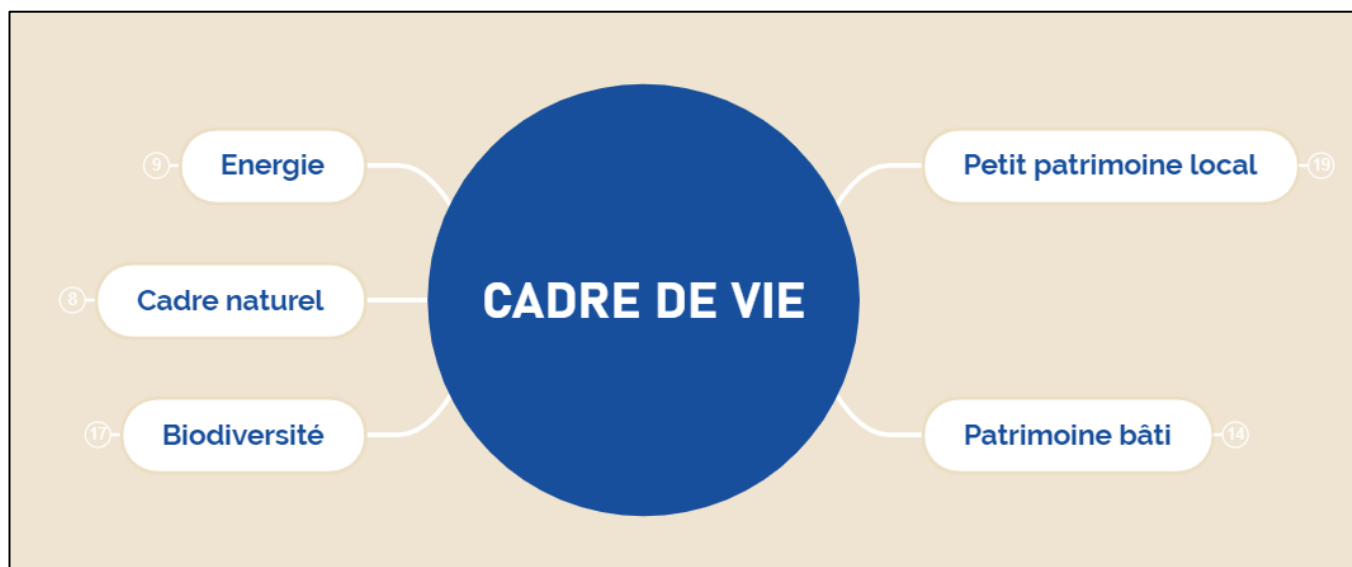 9 Energie
8 Cadre naturel
17 Biodiversité
CADRE DE VIE
Petit patrimoine local 19
Patrimoine bâti 14